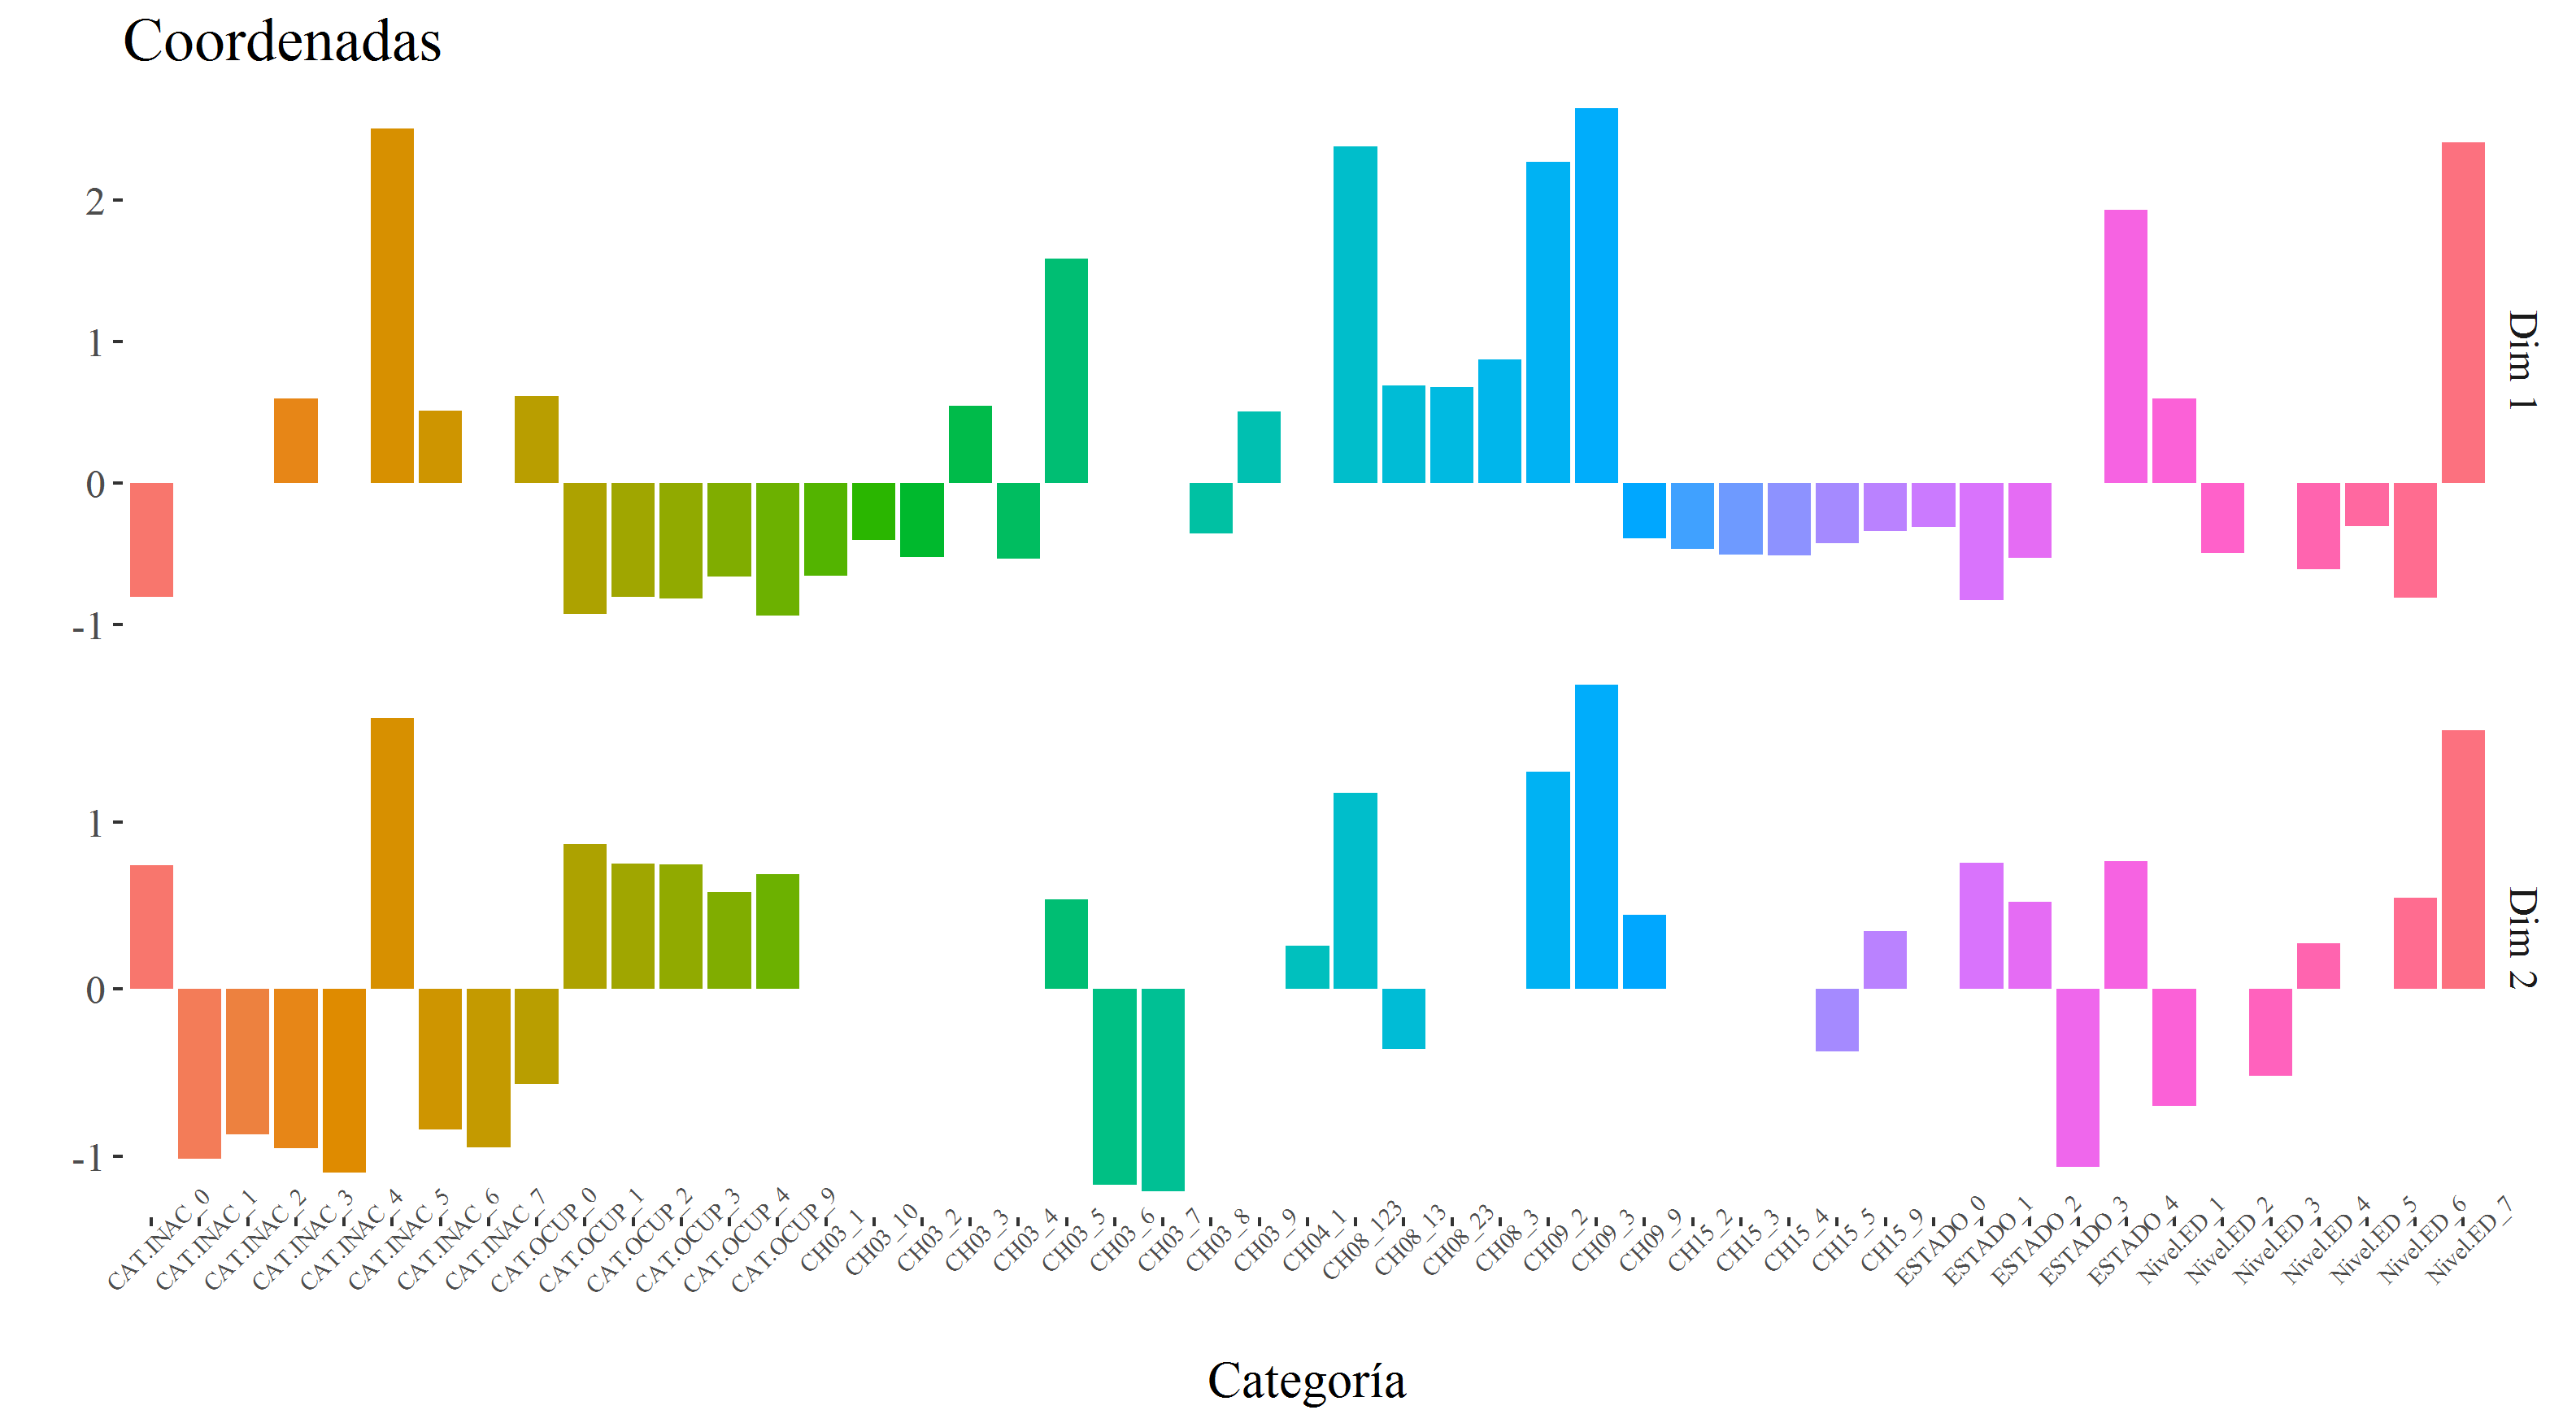 Coordenadas
2
1
0
-1
Dim 1
1
0
-1
Dim 2
CAT.INAC_0
CAT.INAC_1
CAT.INAC_2
CAT.INAC_3
CAT.INAC_4
CAT.INAC_5
CAT.INAC_6
CAT.INAC_7
CAT.OCUP_0
CAT.OCUP_1
CAT.OCUP_2
CAT.OCUP_3
CAT.OCUP_4
CAT.OCUP_9
CH03_1
CH03_10
CH03_2
CH03_3
CH03_4
CH03_5
CH03_6
CH03_7
CH03_8
CH03_9
CH04_1
CH08_123
CH08_13
CH08_23
CH08_3
CH09_2
CH09_3
CH09_9
CH15_2
CH15_3
CH15_4
CH15_5
CH15_9
ESTADO_0
ESTADO_1
ESTADO_2
ESTADO_3
ESTADO_4
Nivel.ED_1
Nivel.ED_2
Nivel.ED_3
Nivel.ED_4
Nivel.ED_5
Nivel.ED_6
Nivel.ED_7
Categoría